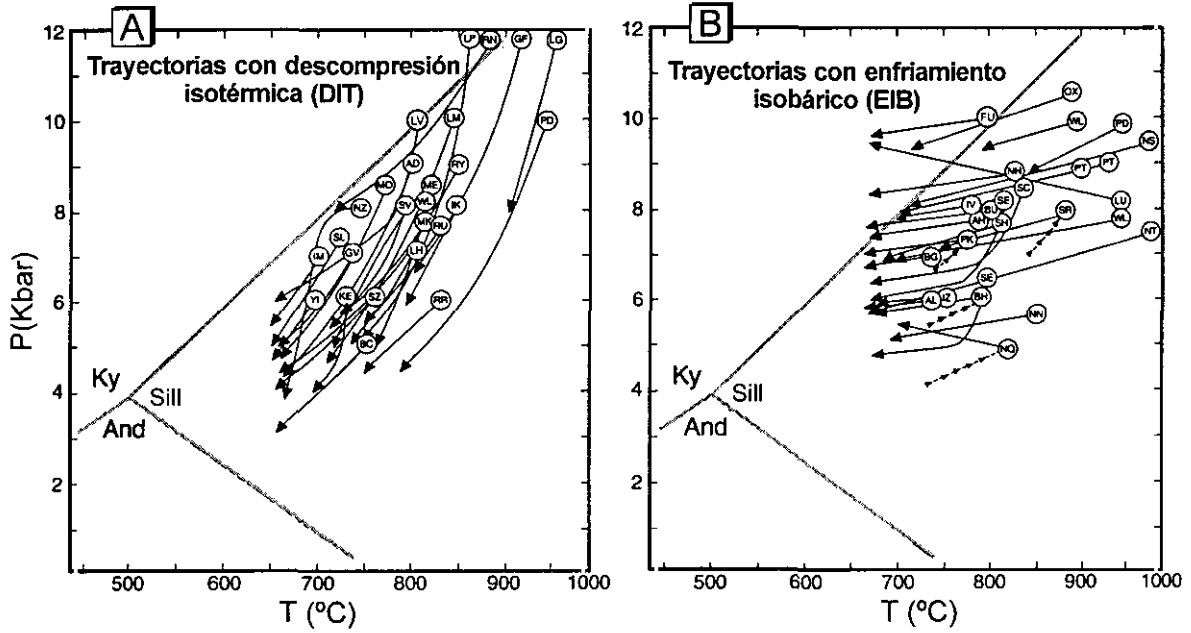 A
Trayectorias con descompresión
isotérmica (DIT)
P(Kbar)
12
10
8
6
4
2
LP RN GF LG
LV LM PD
AD RY
MO ME
NZ SV WL IK
MK RU
SL
IM GV LH
YI KE SZ RR
BC
Ky
Sill
And
500 600 700 800 900 1000
T (ºC)
B
Trayectorias con enfriamiento
isobárico (EIB)
12
10
8
6
4
2
OX
FU WL PD
NS
NH PT PT
SC
IV SU SE SR LU
AH SH WL
PK NT
BG
SE
AL IZ BH
NN
NQ
Ky
Sill
And
500 600 700 800 900 1000
T (ºC)